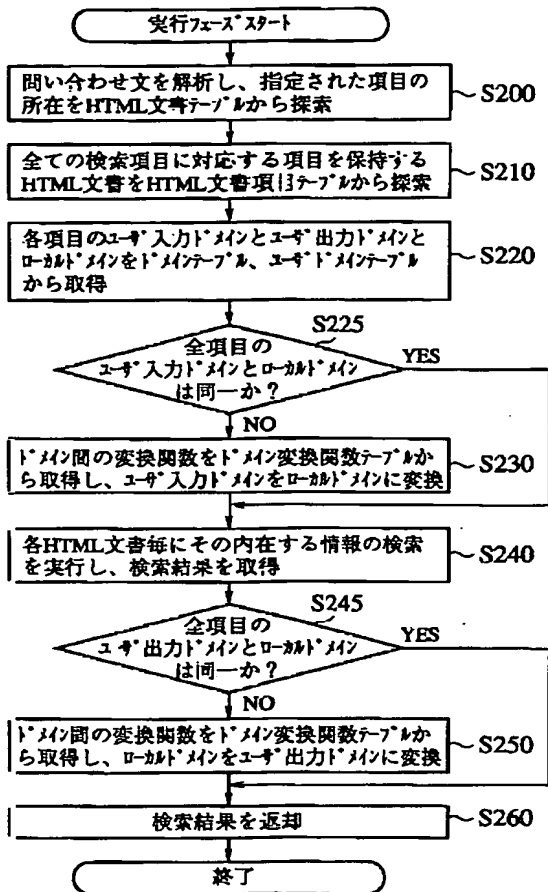 実行フェーズスタート
問い合わせ文を解析し、指定された項目の
所在をHTML文書テーブルから探索
S200
全ての検索項目に対応する項目を保持する
HTML文書をHTML文書項目テーブルから探索
S210
各項目のユーザ入力ドメインとユーザ出力ドメインと
ローカルドメインをドメインテーブル、ユーザドメインテーブル
から取得
S220
S225
全項目の
ユーザ入力ドメインとローカルドメイン
は同一か?
YES
NO
ドメイン間の変換関数をドメイン変換関数テーブルか
ら取得し、ユーザ入力ドメインをローカルドメインに変換
S230
各HTML文書毎にその内在する情報の検索
を実行し、検索結果を取得
S240
S245
全項目の
ユーザ出力ドメインとローカルドメイン
は同一か?
YES
NO
ドメイン間の変換関数をドメイン変換関数テーブルか
ら取得し、ローカルドメインをユーザ出力ドメインに変換
S250
検索結果を返却
S260
終了